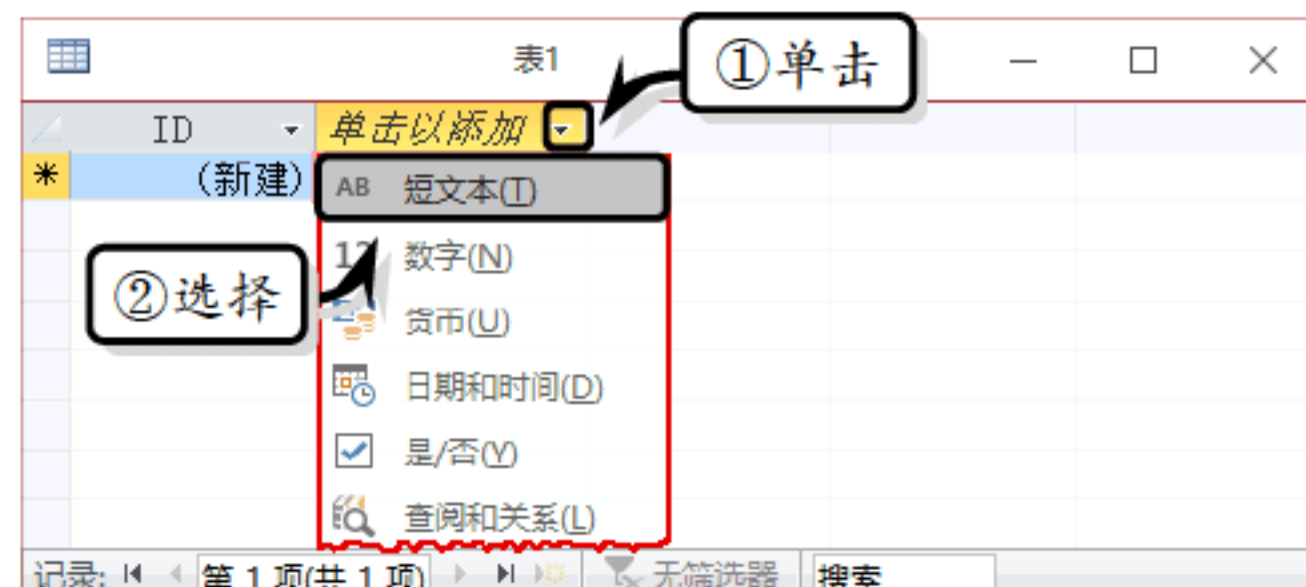 表1
①单击
ID 单击以添加
* (新建)
AB 短文本(T)
12 数字(N)
②选择
货币(U)
日期和时间(D)
是/否(Y)
查阅和关系(L)
记录: 第 1 项(共 1 项) 无筛选器 搜索